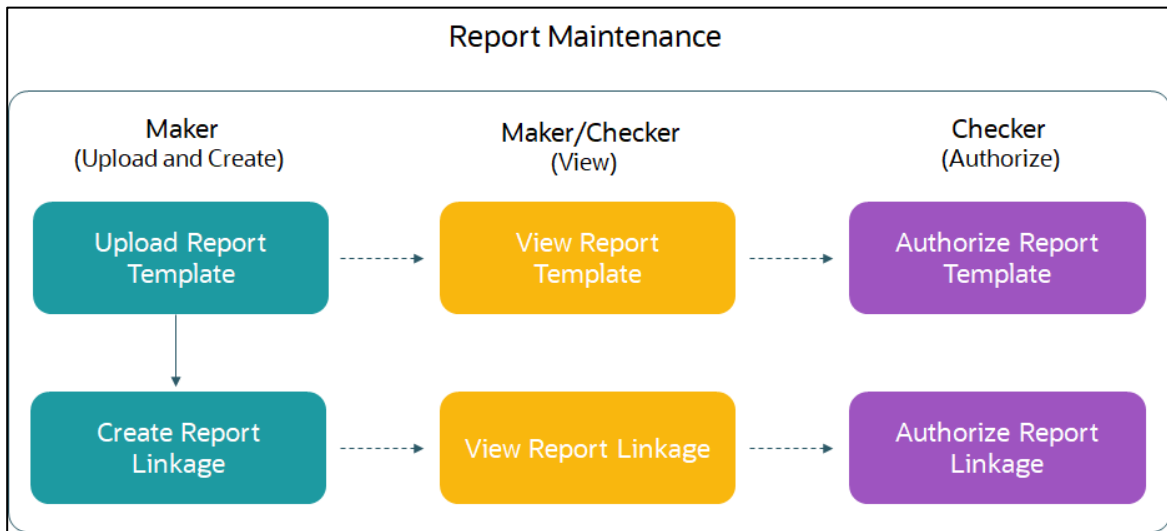 Report Maintenance
Maker
(Upload and Create)
Maker/Checker
(View)
Checker
(Authorize)
Upload Report
Template
View Report
Template
Authorize Report
Template
Create Report
Linkage
View Report Linkage
Authorize Report
Linkage